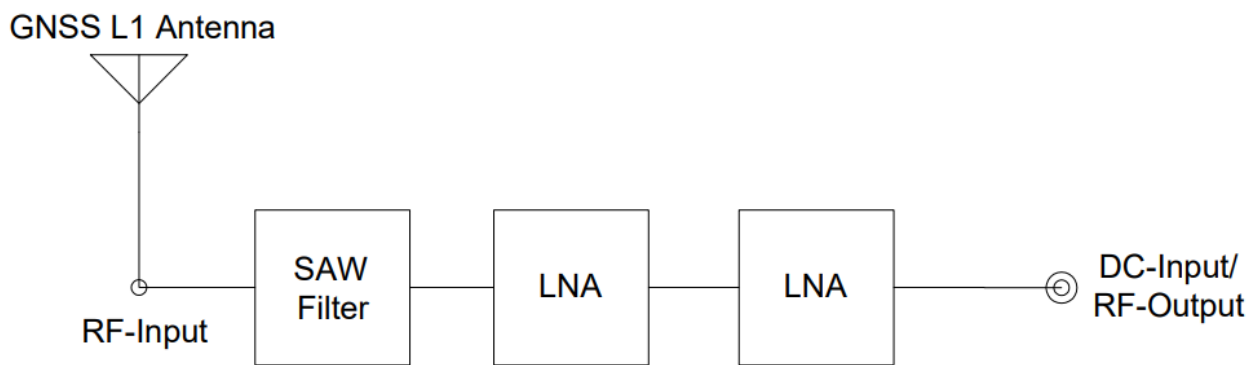 GNSS L1 Antenna
RF-Input
SAW
Filter
LNA
LNA
DC-Input/
RF-Output